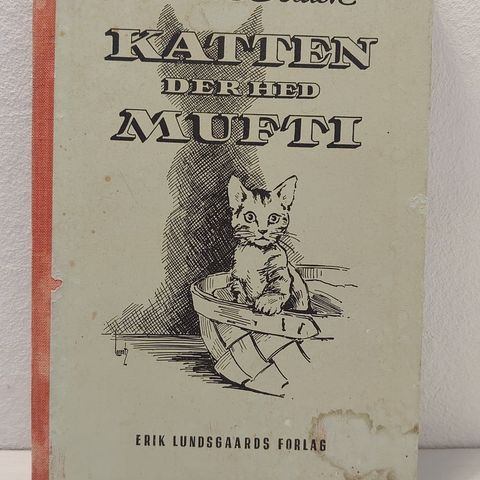 KATTEN
DER HED
MUFTI
ERIK LUNDSGAARDS FORLAG